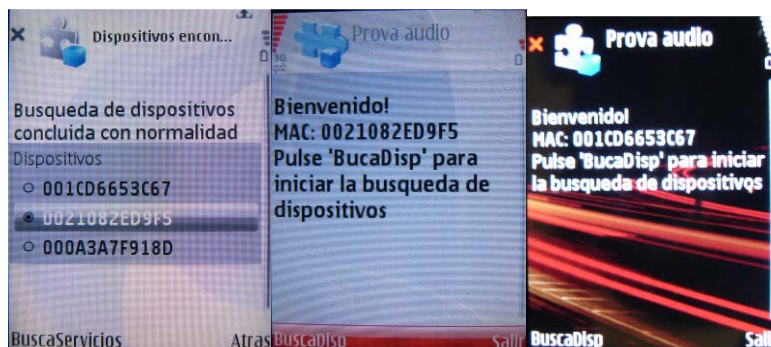 Dispositivos encon...
Busqueda de dispositivos
concluida con normalidad
Dispositivos
001CD6653C67
0021082ED9F5
000A3A7F918D
BuscaServicios
Atras
Prova audio
3G
Bienvenido!
MAC: 0021082ED9F5
Pulse 'BucaDisp' para
iniciar la busqueda de
dispositivos
BuscaDisp
Salir
Prova audio
Bienvenido!
MAC: 001CD6653C67
Pulse 'BucaDisp' para iniciar
la busqueda de dispositivos
BuscaDisp
Sali